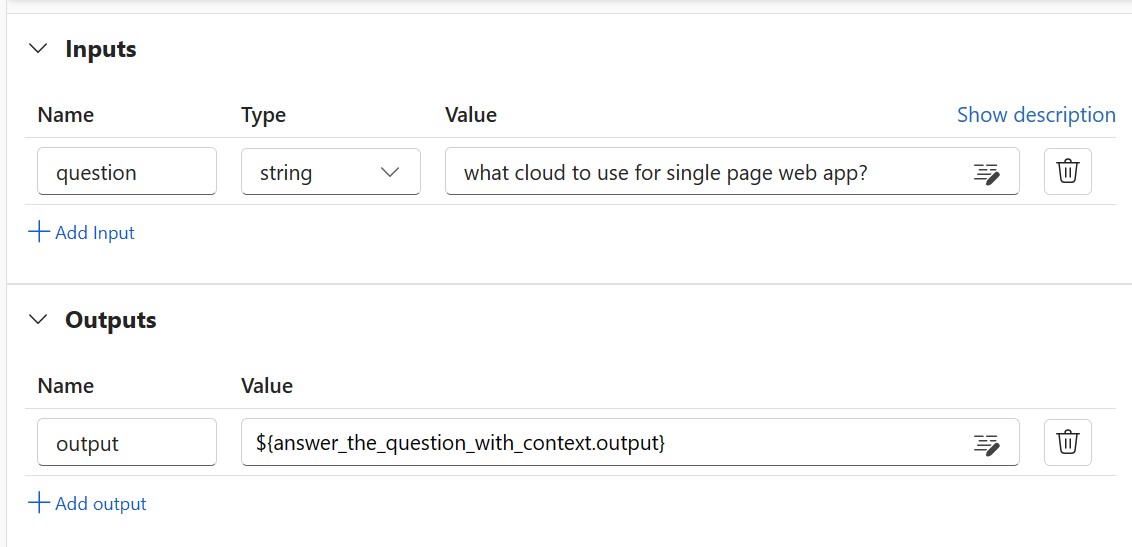 Inputs
Name Type Value Show description
question string what cloud to use for single page web app?
Add Input
Outputs
Name Value
output ${answer_the_question_with_context.output}
Add output